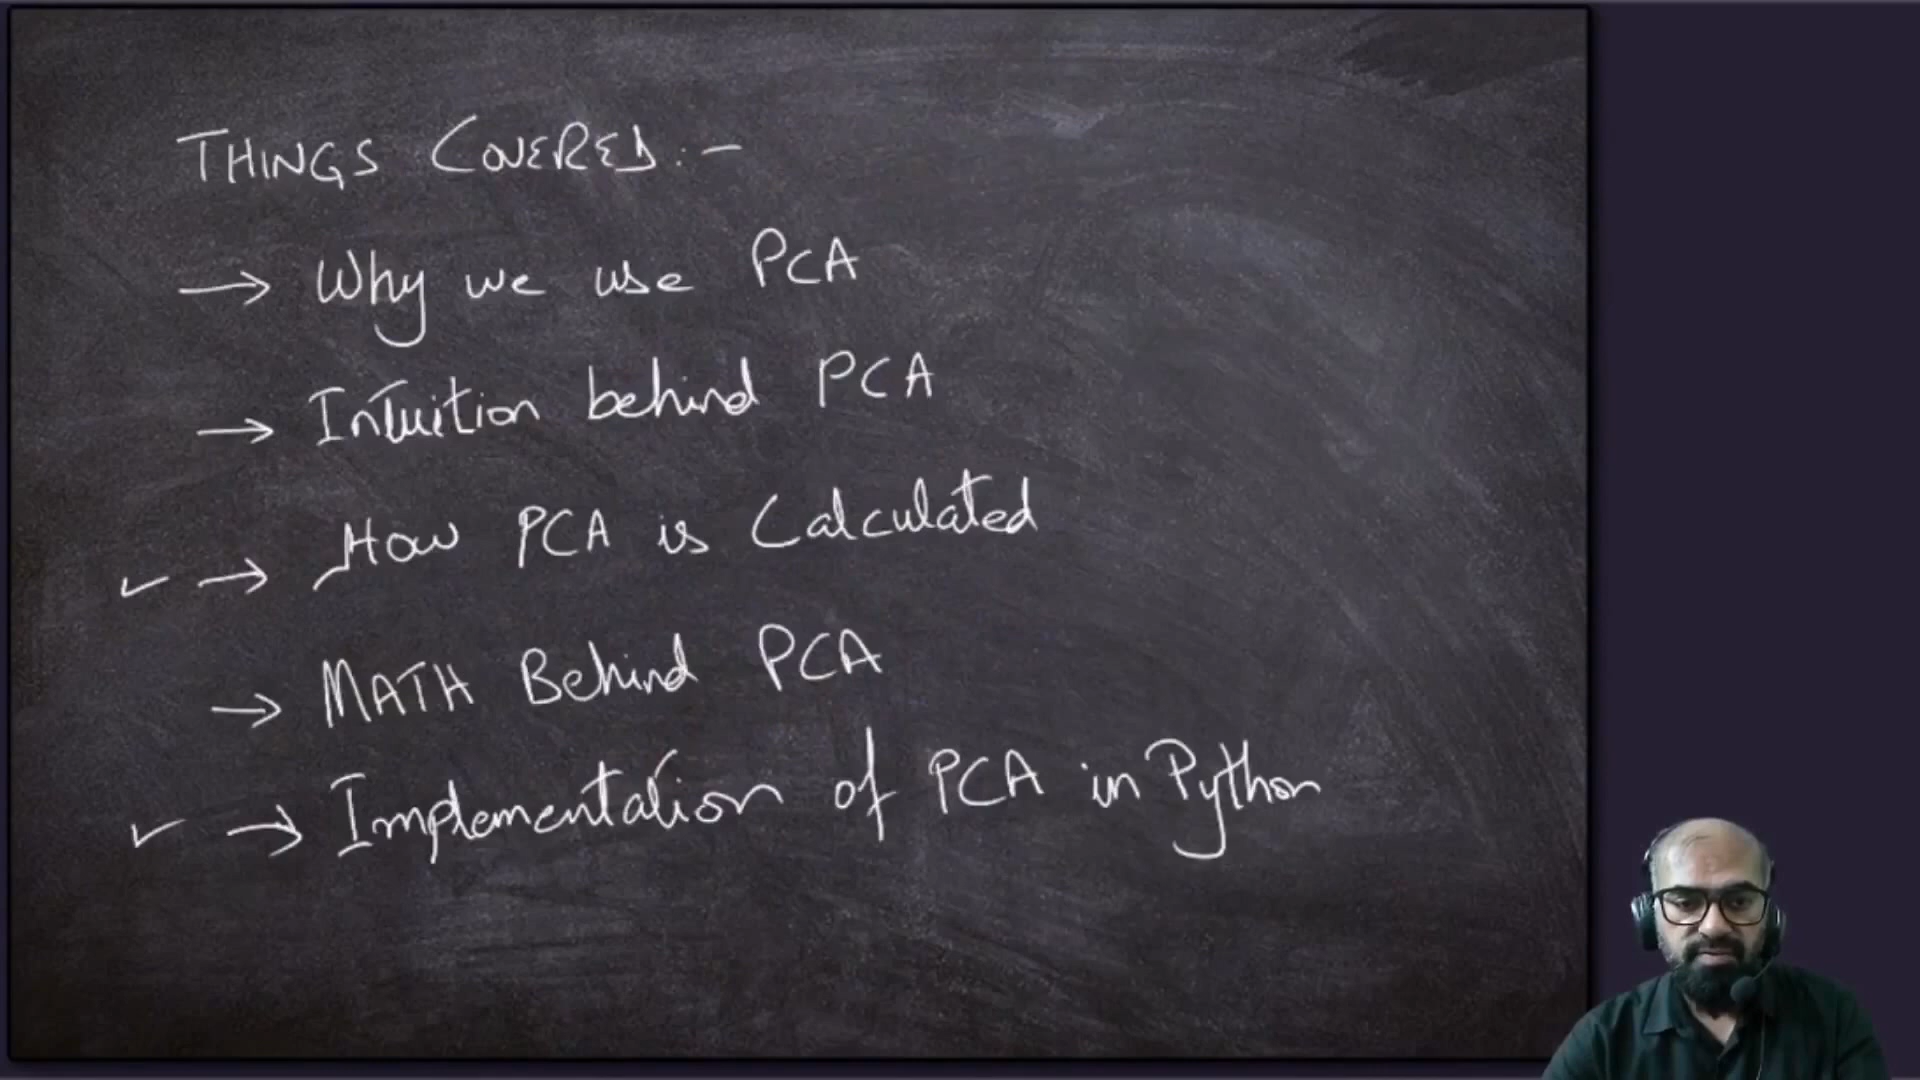 THINGS COVERED:-
→ Why we use PCA
→ Intuition behind PCA
✓ → How PCA is Calculated
→ MATH Behind PCA
✓ → Implementation of PCA in Python